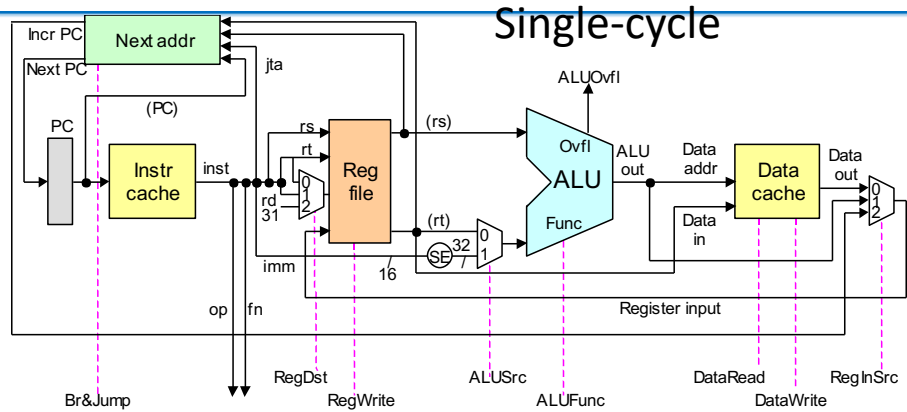 Single-cycle
Incr PC
Next addr
Next PC
jta
ALUOvfl
(PC)
PC
rs
(rs)
rt
Ovfl
Instr cache
inst
0
1
2
rd
31
Reg file
ALU
ALU out
Data addr
Data cache
Data out
0
1
2
(rt)
0
1
Func
Data in
imm
16
SE
32
Register input
op
fn
RegDst
ALUSrc
DataRead
RegInSrc
Br&Jump
RegWrite
ALUFunc
DataWrite